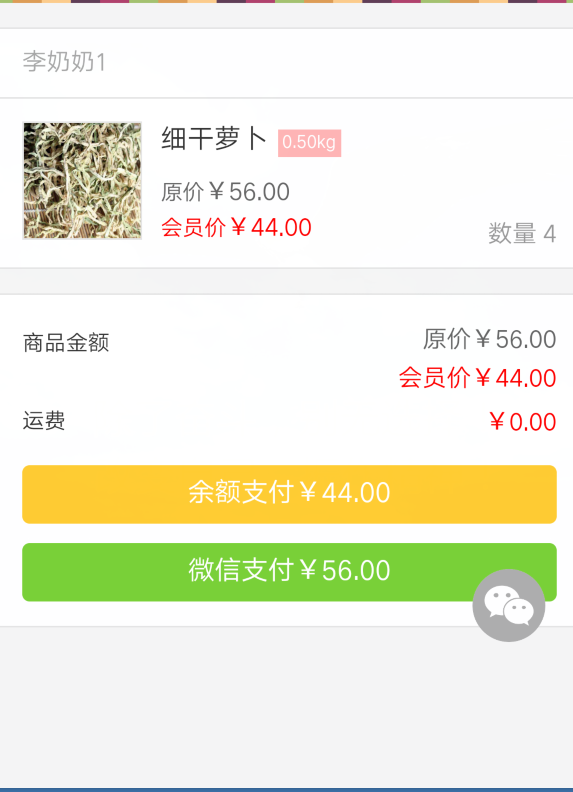 李奶奶1
细干萝卜 0.50kg
原价￥56.00
会员价￥44.00
数量 4
商品金额
原价￥56.00
会员价￥44.00
运费
￥0.00
余额支付￥44.00
微信支付￥56.00